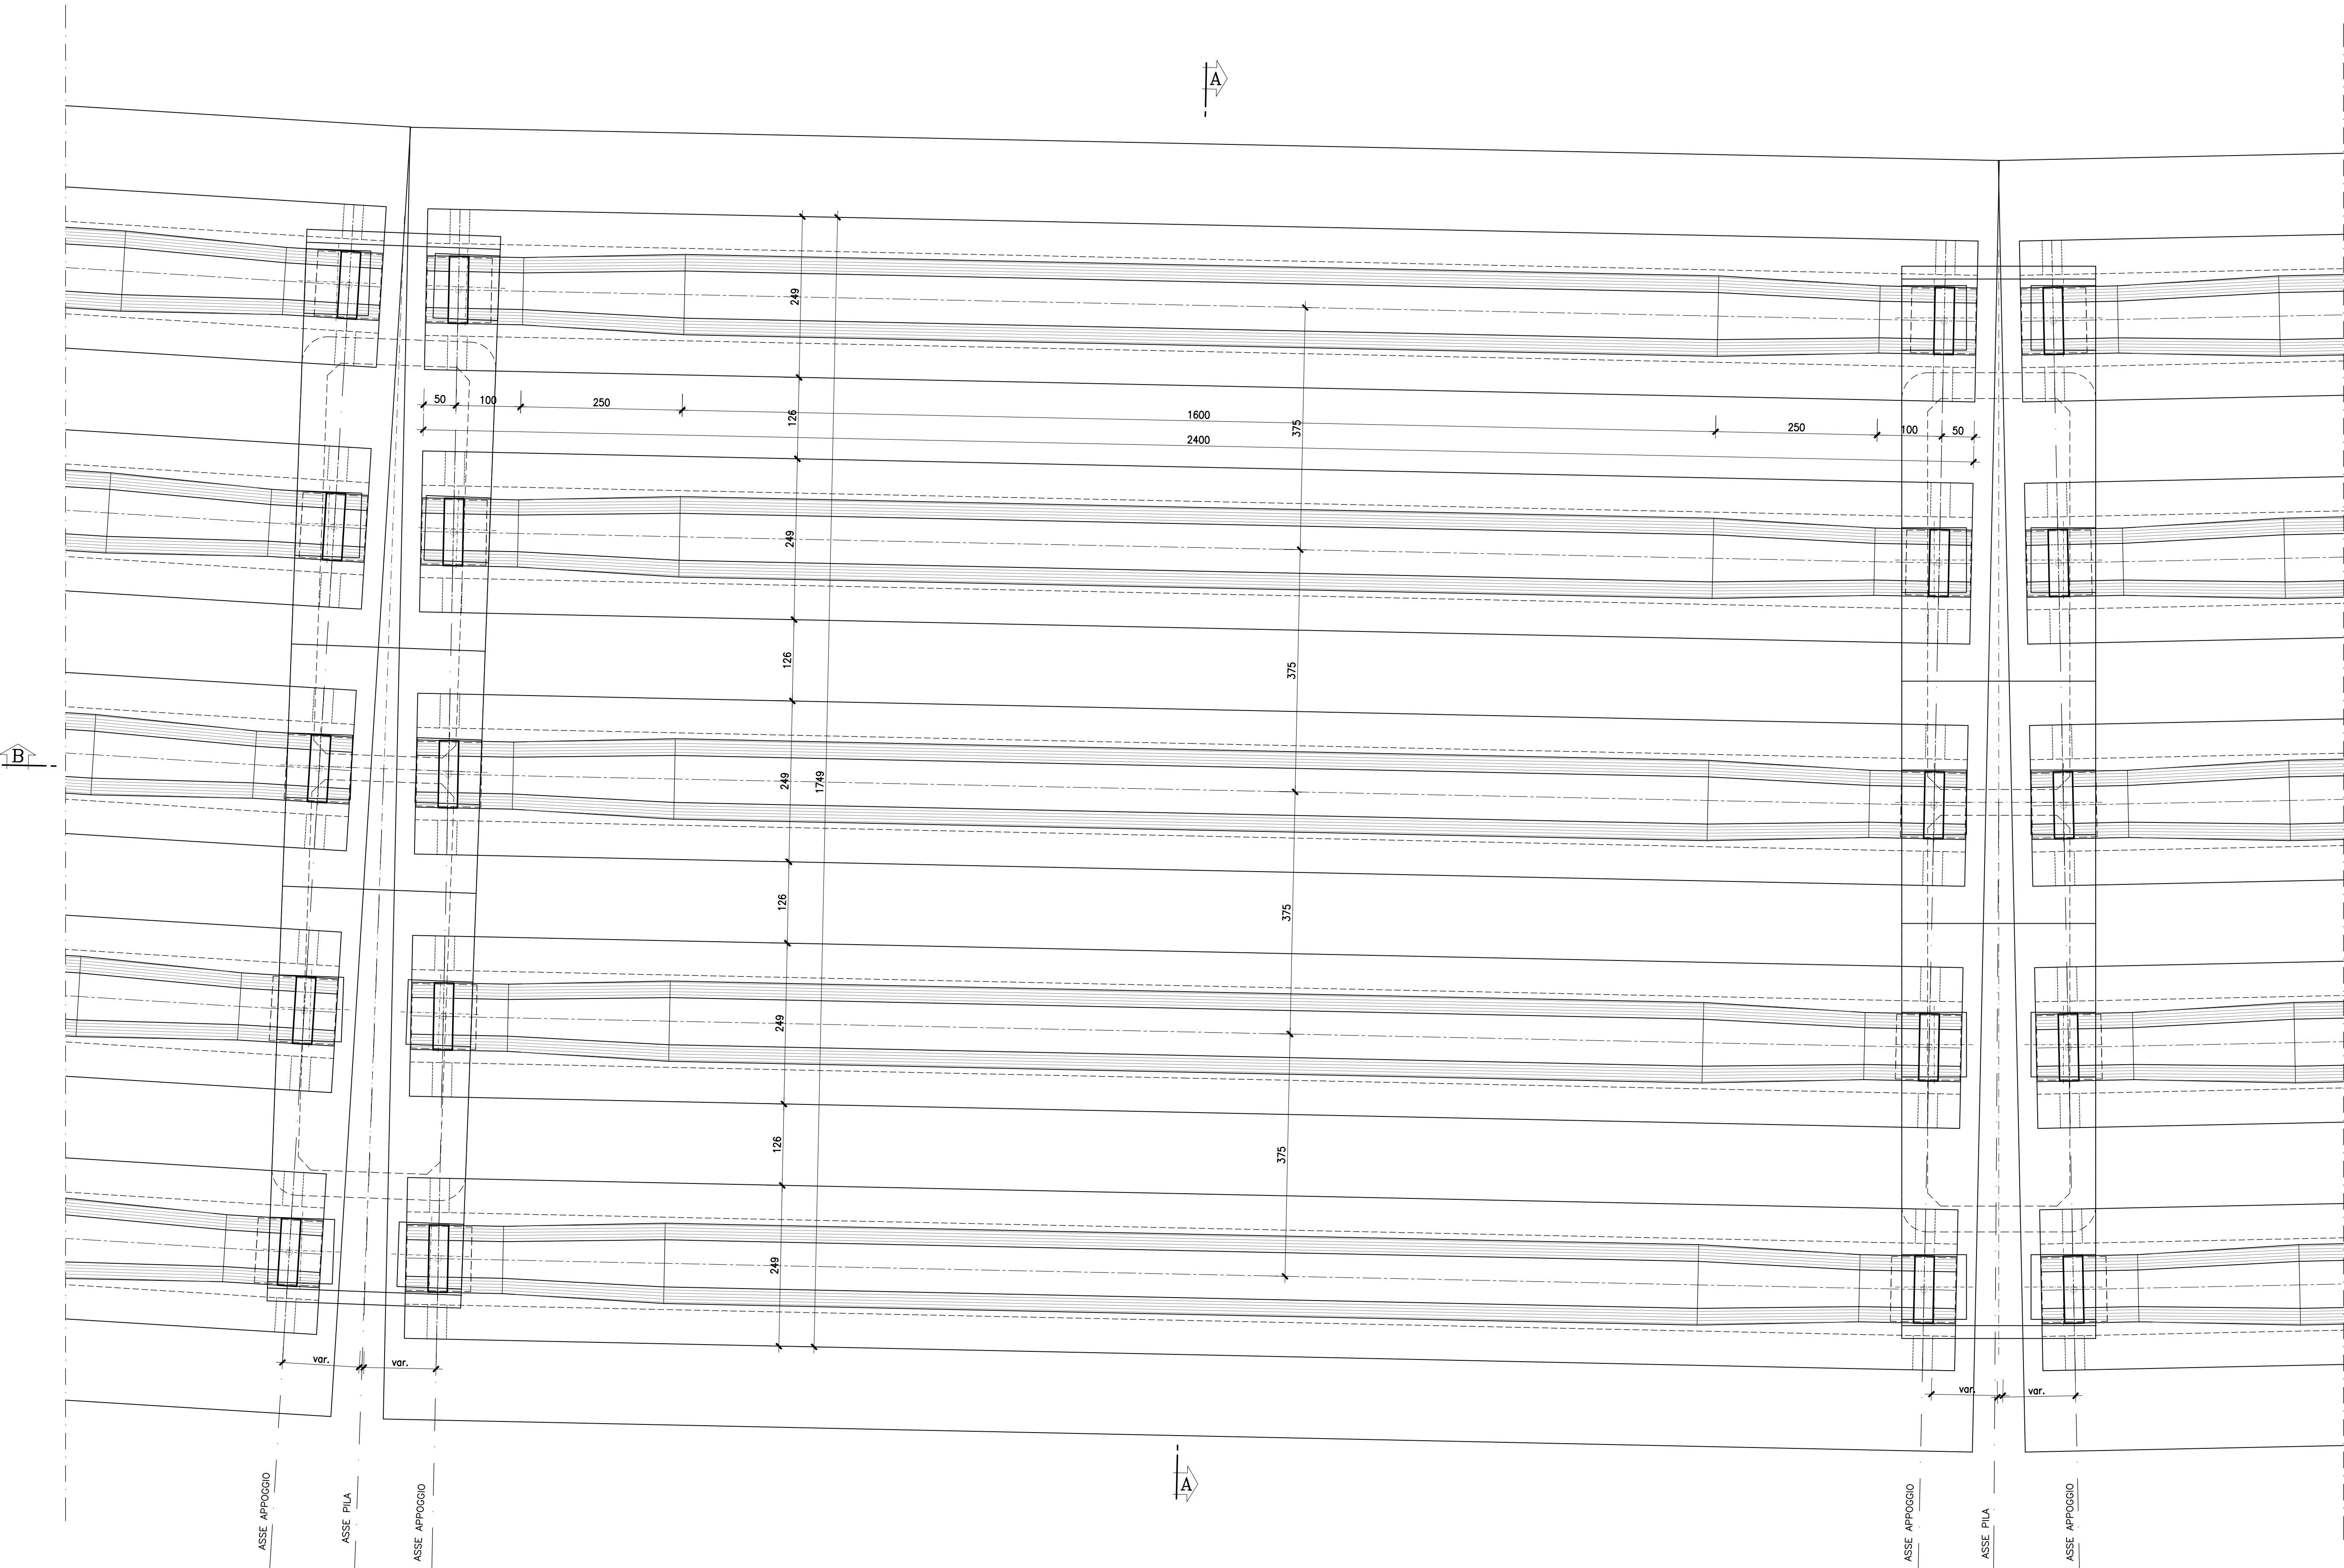 A
249
50 100 250 1600 250 100 50
126
375
2400
249
126
375
B
249
1749
126
375
249
126
375
249
var. var.
var. var.
A
ASSE APPOGGIO
ASSE PILA
ASSE APPOGGIO
ASSE APPOGGIO
ASSE PILA
ASSE APPOGGIO